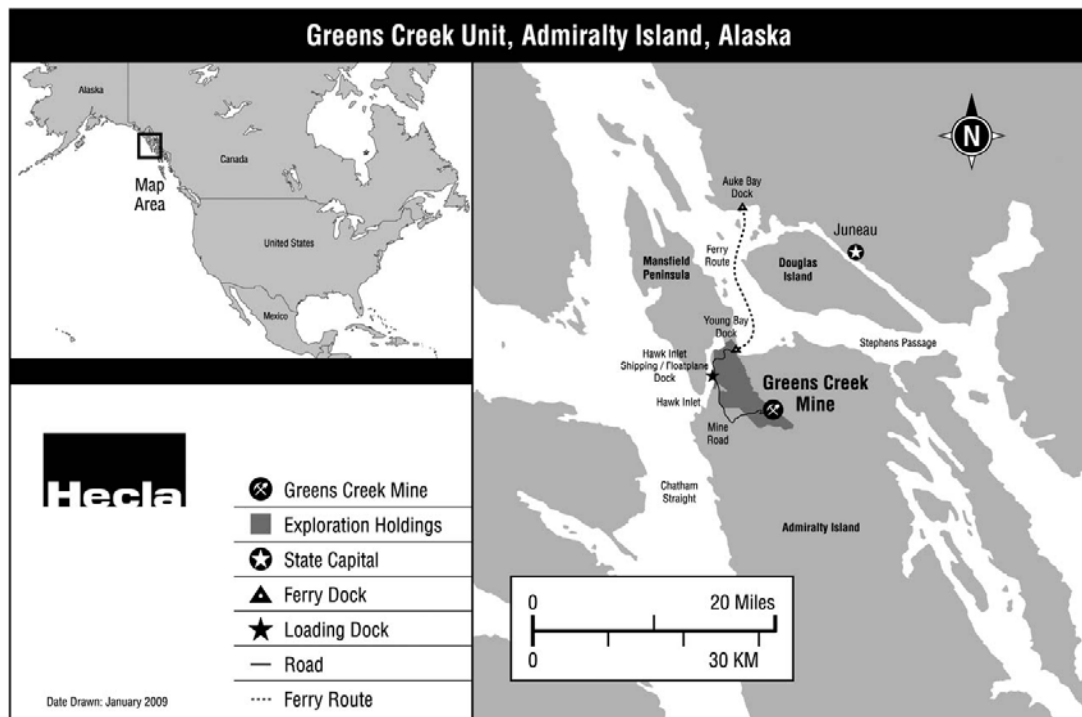 Greens Creek Unit, Admiralty Island, Alaska
Alaska
Canada
Map
Area
United States
Mexico
N
Auke Bay
Dock
Juneau
Ferry
Route
Mansfield
Peninsula
Douglas
Island
Young Bay
Dock
Stephens Passage
Hawk Inlet
Shipping / Floatplane
Dock
Greens Creek
Mine
Hawk Inlet
Mine
Road
Chatham
Straight
Admiralty Island
Hecla
Greens Creek Mine
Exploration Holdings
State Capital
Ferry Dock
Loading Dock
Road
Ferry Route
Date Drawn: January 2009
0 20 Miles
0 30 KM